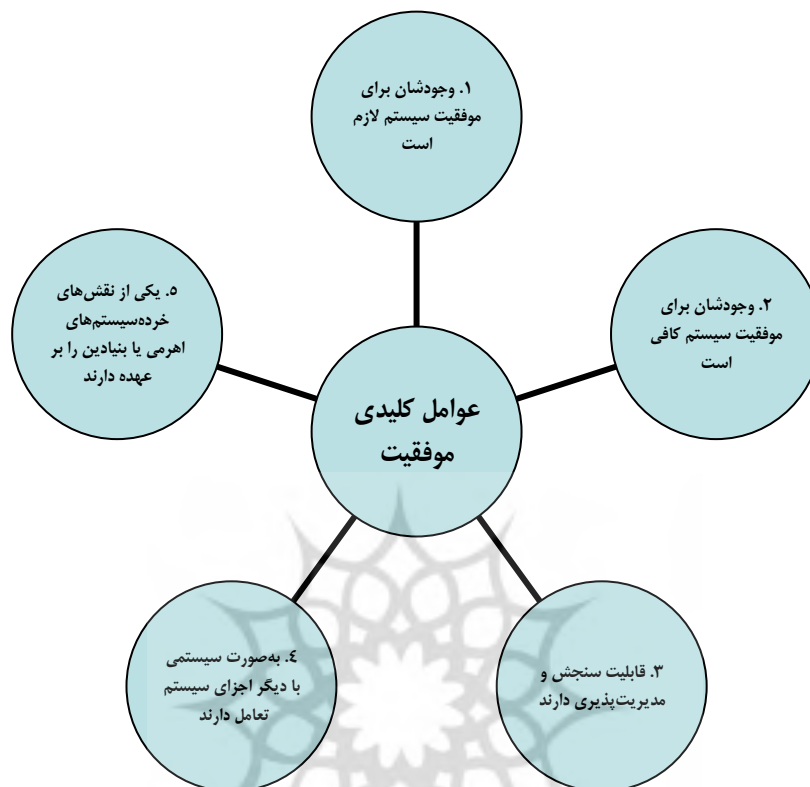 ۱. وجودشان برای
موفقیت سیستم لازم
است
۲. وجودشان برای
موفقیت سیستم کافی
است
۳. قابلیت سنجش و
مدیریت‌پذیری دارند
٤. به‌صورت سیستمی
با دیگر اجزای سیستم
تعامل دارند
٥. یکی از نقش‌های
خرده‌سیستم‌های
اهرمی یا بنیادین را بر
عهده دارند
عوامل کلیدی
موفقیت